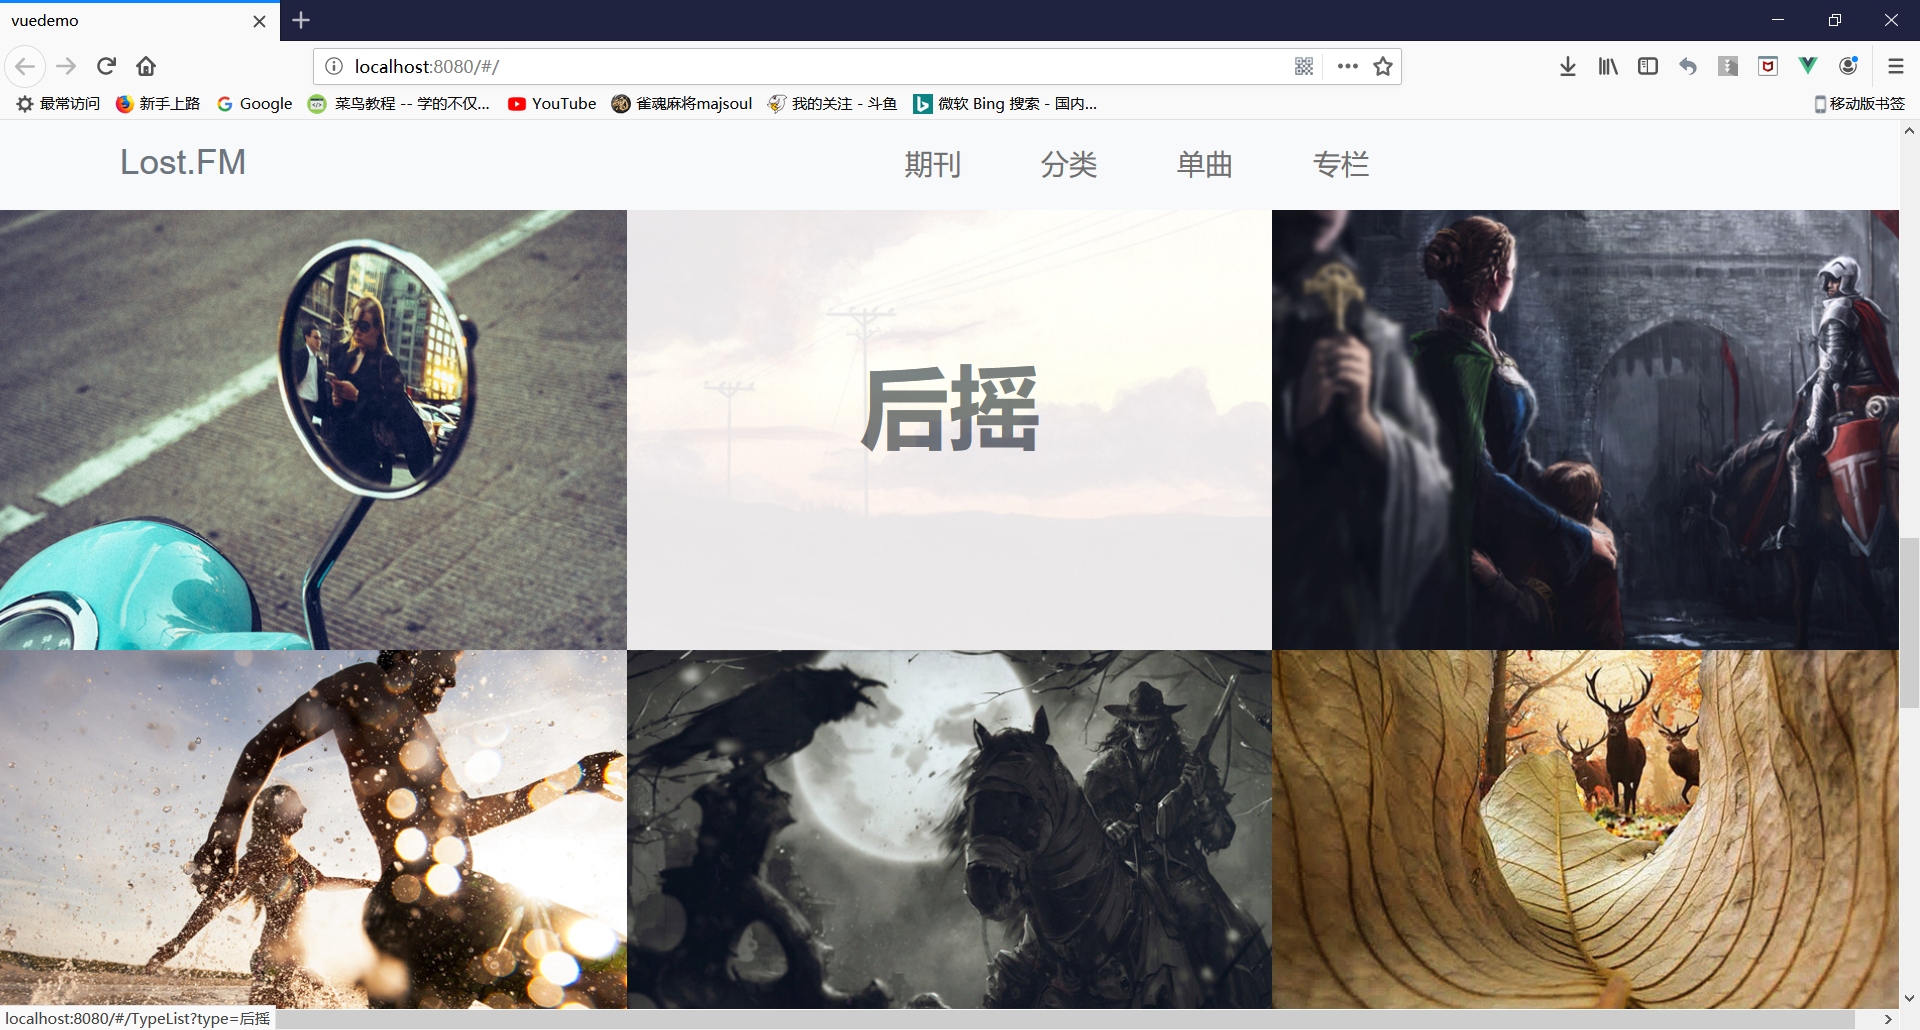 vuedemo
localhost:8080/#/
最常访问 新手上路 Google 菜鸟教程 -- 学的不仅... YouTube 雀魂麻将majsoul 我的关注 - 斗鱼 微软 Bing 搜索 - 国内... 移动版书签
Lost.FM 期刊 分类 单曲 专栏
后摇
localhost:8080/#/TypeList?type=后摇